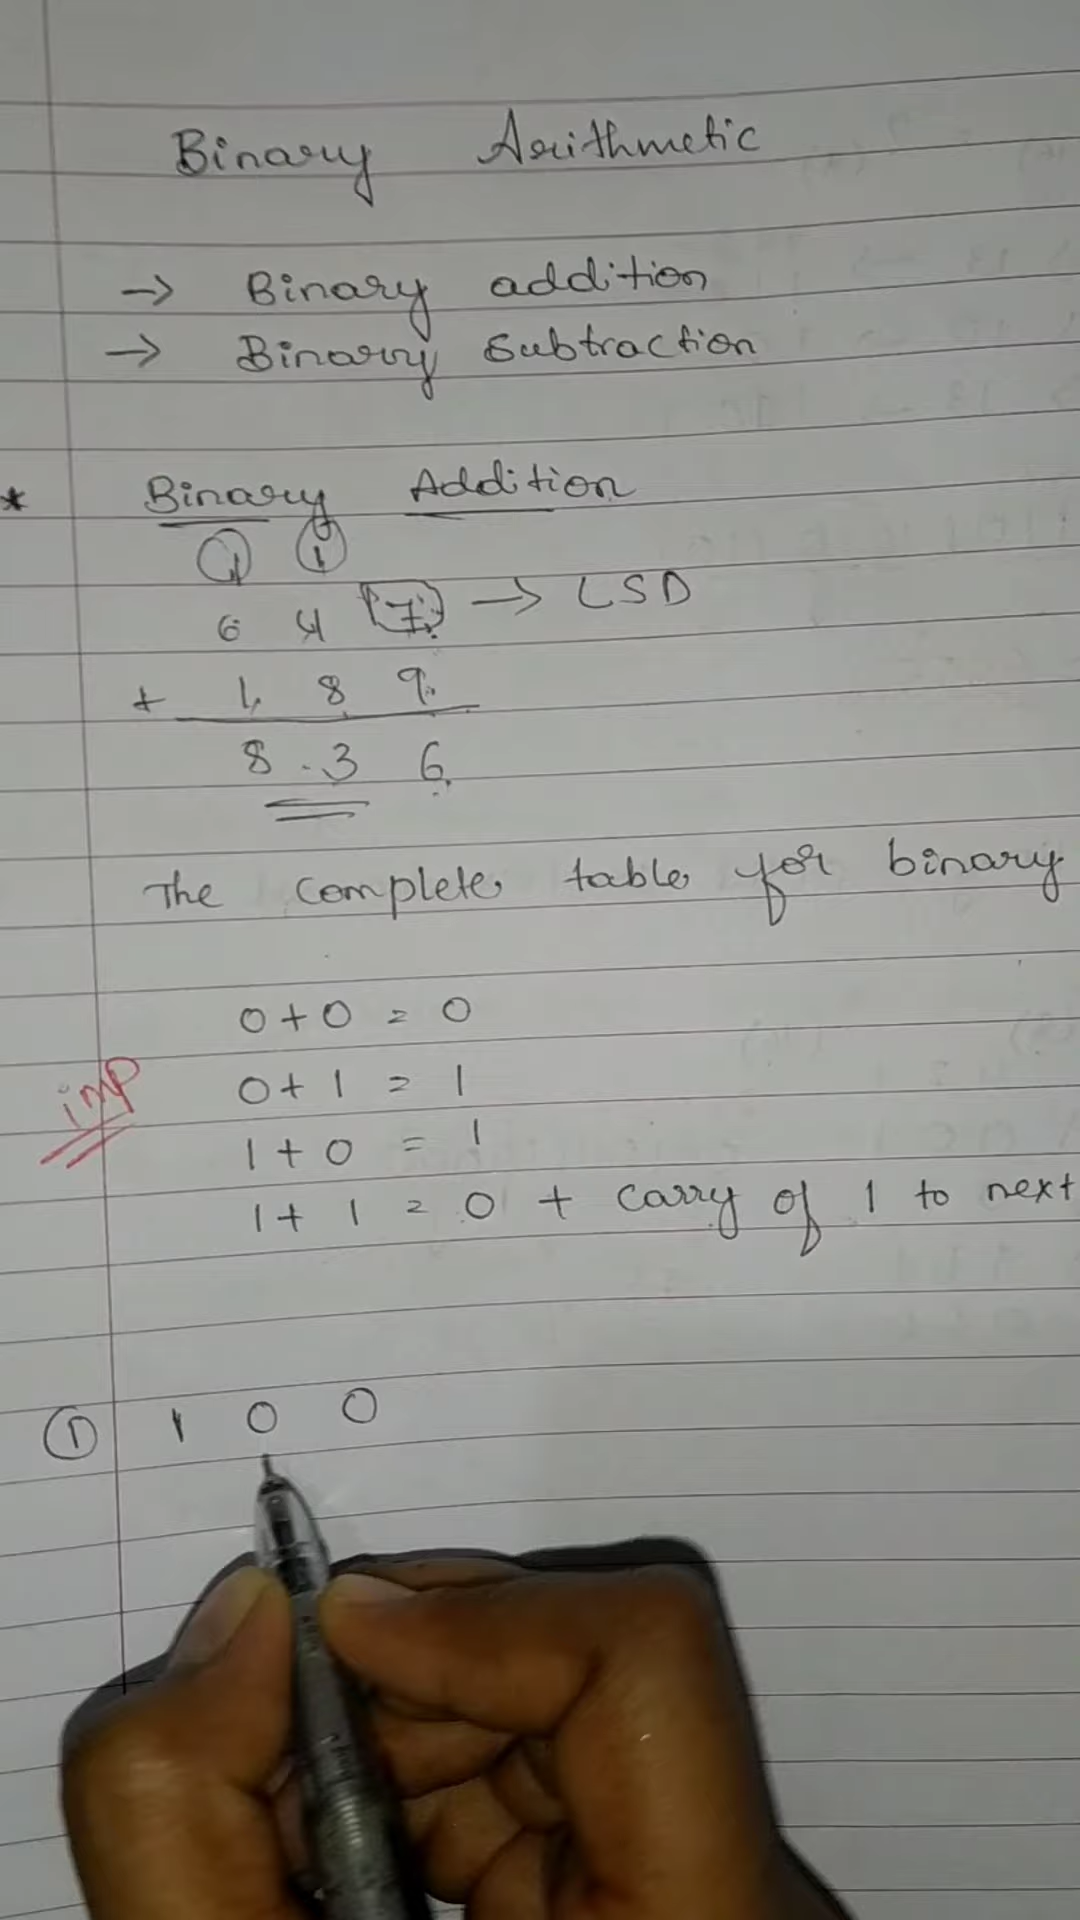 Binary Arithmetic
→ Binary addition
→ Binary Subtraction
* Binary Addition
1 1
6 4 7 → LSD
+ 1 8 9
8 3 6
The complete table for binary
0 + 0 = 0
imp
0 + 1 = 1
1 + 0 = 1
1 + 1 = 0 + carry of 1 to next
① 1 0 0